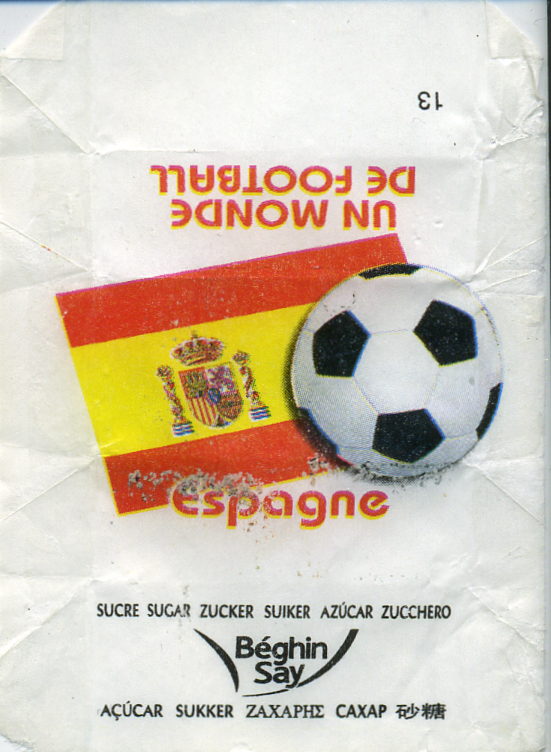 13
UN MONDE
DE FOOTBALL
Espagne
SUCRE SUGAR ZUCKER SUIKER AZÚCAR ZUCCHERO
Béghin
Say
AÇÚCAR SUKKER ΖΑΧΑΡΗΣ САХАР 砂糖